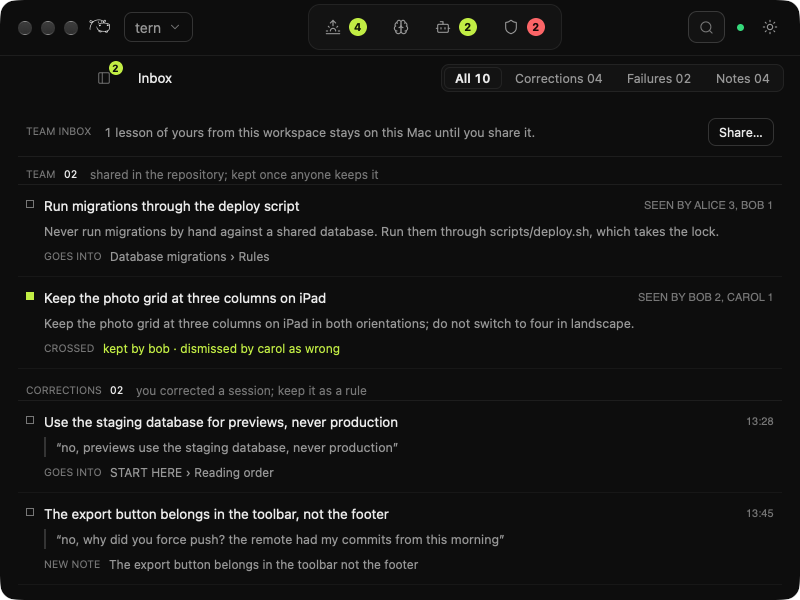 tern
4
2
2
2
Inbox
All 10
Corrections 04
Failures 02
Notes 04
TEAM INBOX 1 lesson of yours from this workspace stays on this Mac until you share it.
Share...
TEAM 02 shared in the repository; kept once anyone keeps it
Run migrations through the deploy script
SEEN BY ALICE 3, BOB 1
Never run migrations by hand against a shared database. Run them through scripts/deploy.sh, which takes the lock.
GOES INTO Database migrations › Rules
Keep the photo grid at three columns on iPad
SEEN BY BOB 2, CAROL 1
Keep the photo grid at three columns on iPad in both orientations; do not switch to four in landscape.
CROSSED kept by bob · dismissed by carol as wrong
CORRECTIONS 02 you corrected a session; keep it as a rule
Use the staging database for previews, never production
13:28
“no, previews use the staging database, never production”
GOES INTO START HERE › Reading order
The export button belongs in the toolbar, not the footer
13:45
“no, why did you force push? the remote had my commits from this morning”
NEW NOTE The export button belongs in the toolbar not the footer